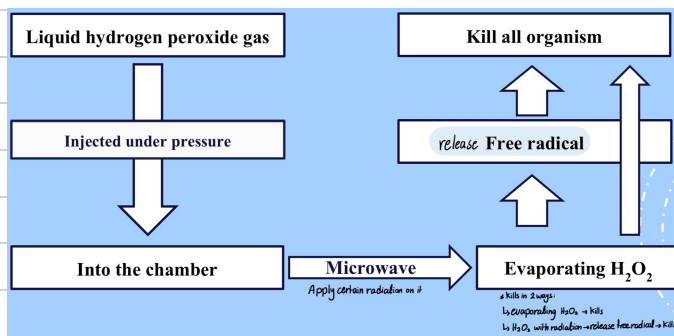 Liquid hydrogen peroxide gas
Injected under pressure
Into the chamber
Microwave
Apply certain radiation on it
Kill all organism
release Free radical
Evaporating H₂O₂
kills in 2 ways:
↳ evaporating H₂O₂ → kills
↳ H₂O₂ with radiation → release free radical → kill